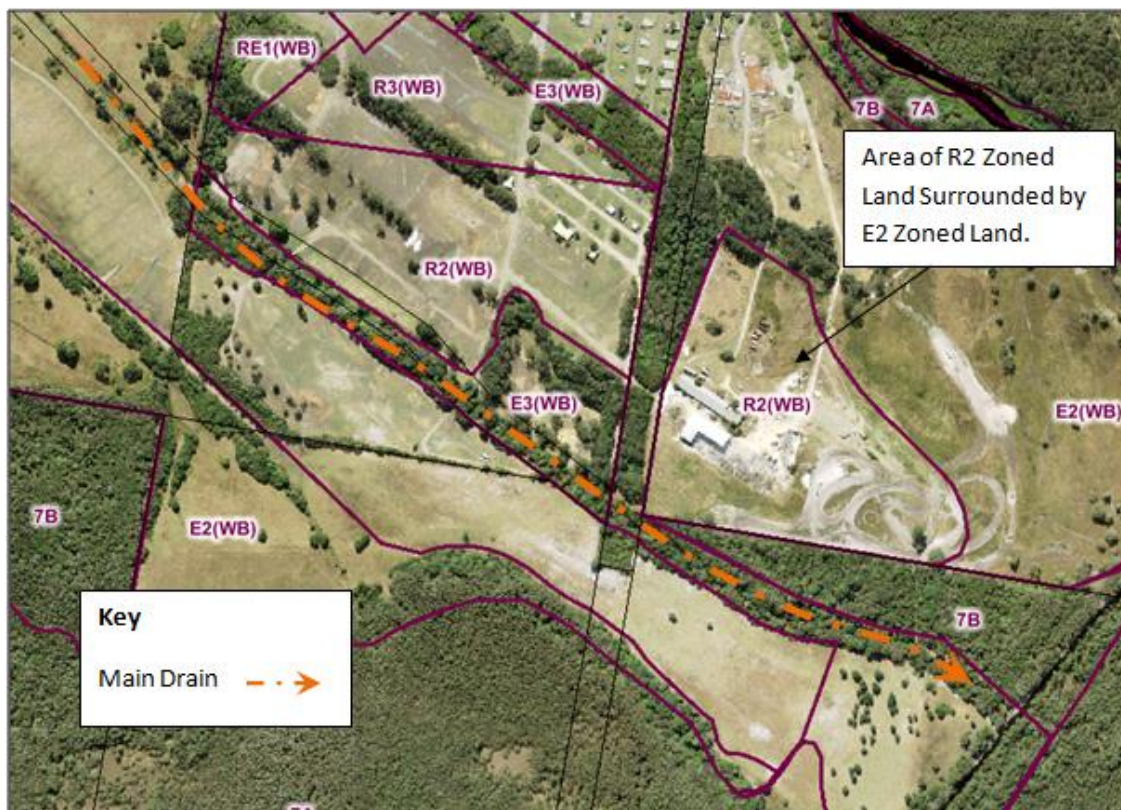 RE1(WB)
R3(WB)
E3(WB)
7B
7A
Area of R2 Zoned
Land Surrounded by
E2 Zoned Land.
R2(WB)
E3(WB)
R2(WB)
E2(WB)
7B
E2(WB)
7B
Key
Main Drain